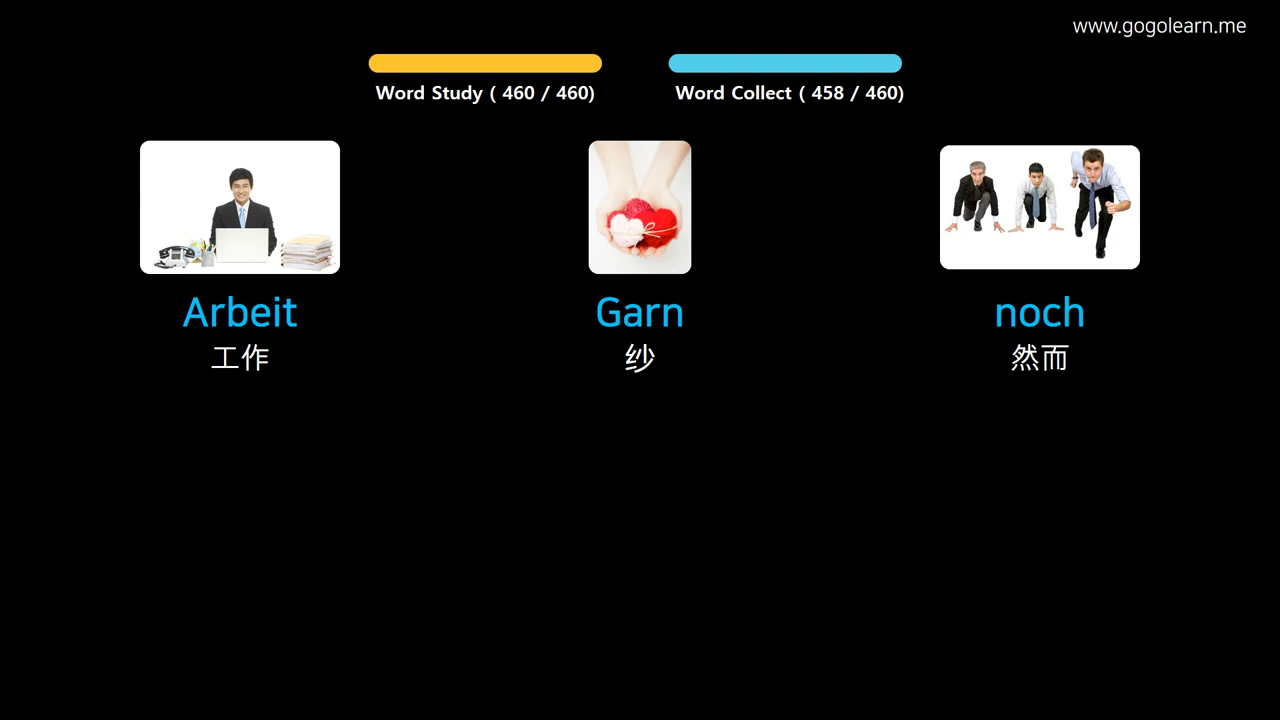 www.gogolearn.me
Word Study ( 460 / 460)
Word Collect ( 458 / 460)
Arbeit
工作
Garn
纱
noch
然而